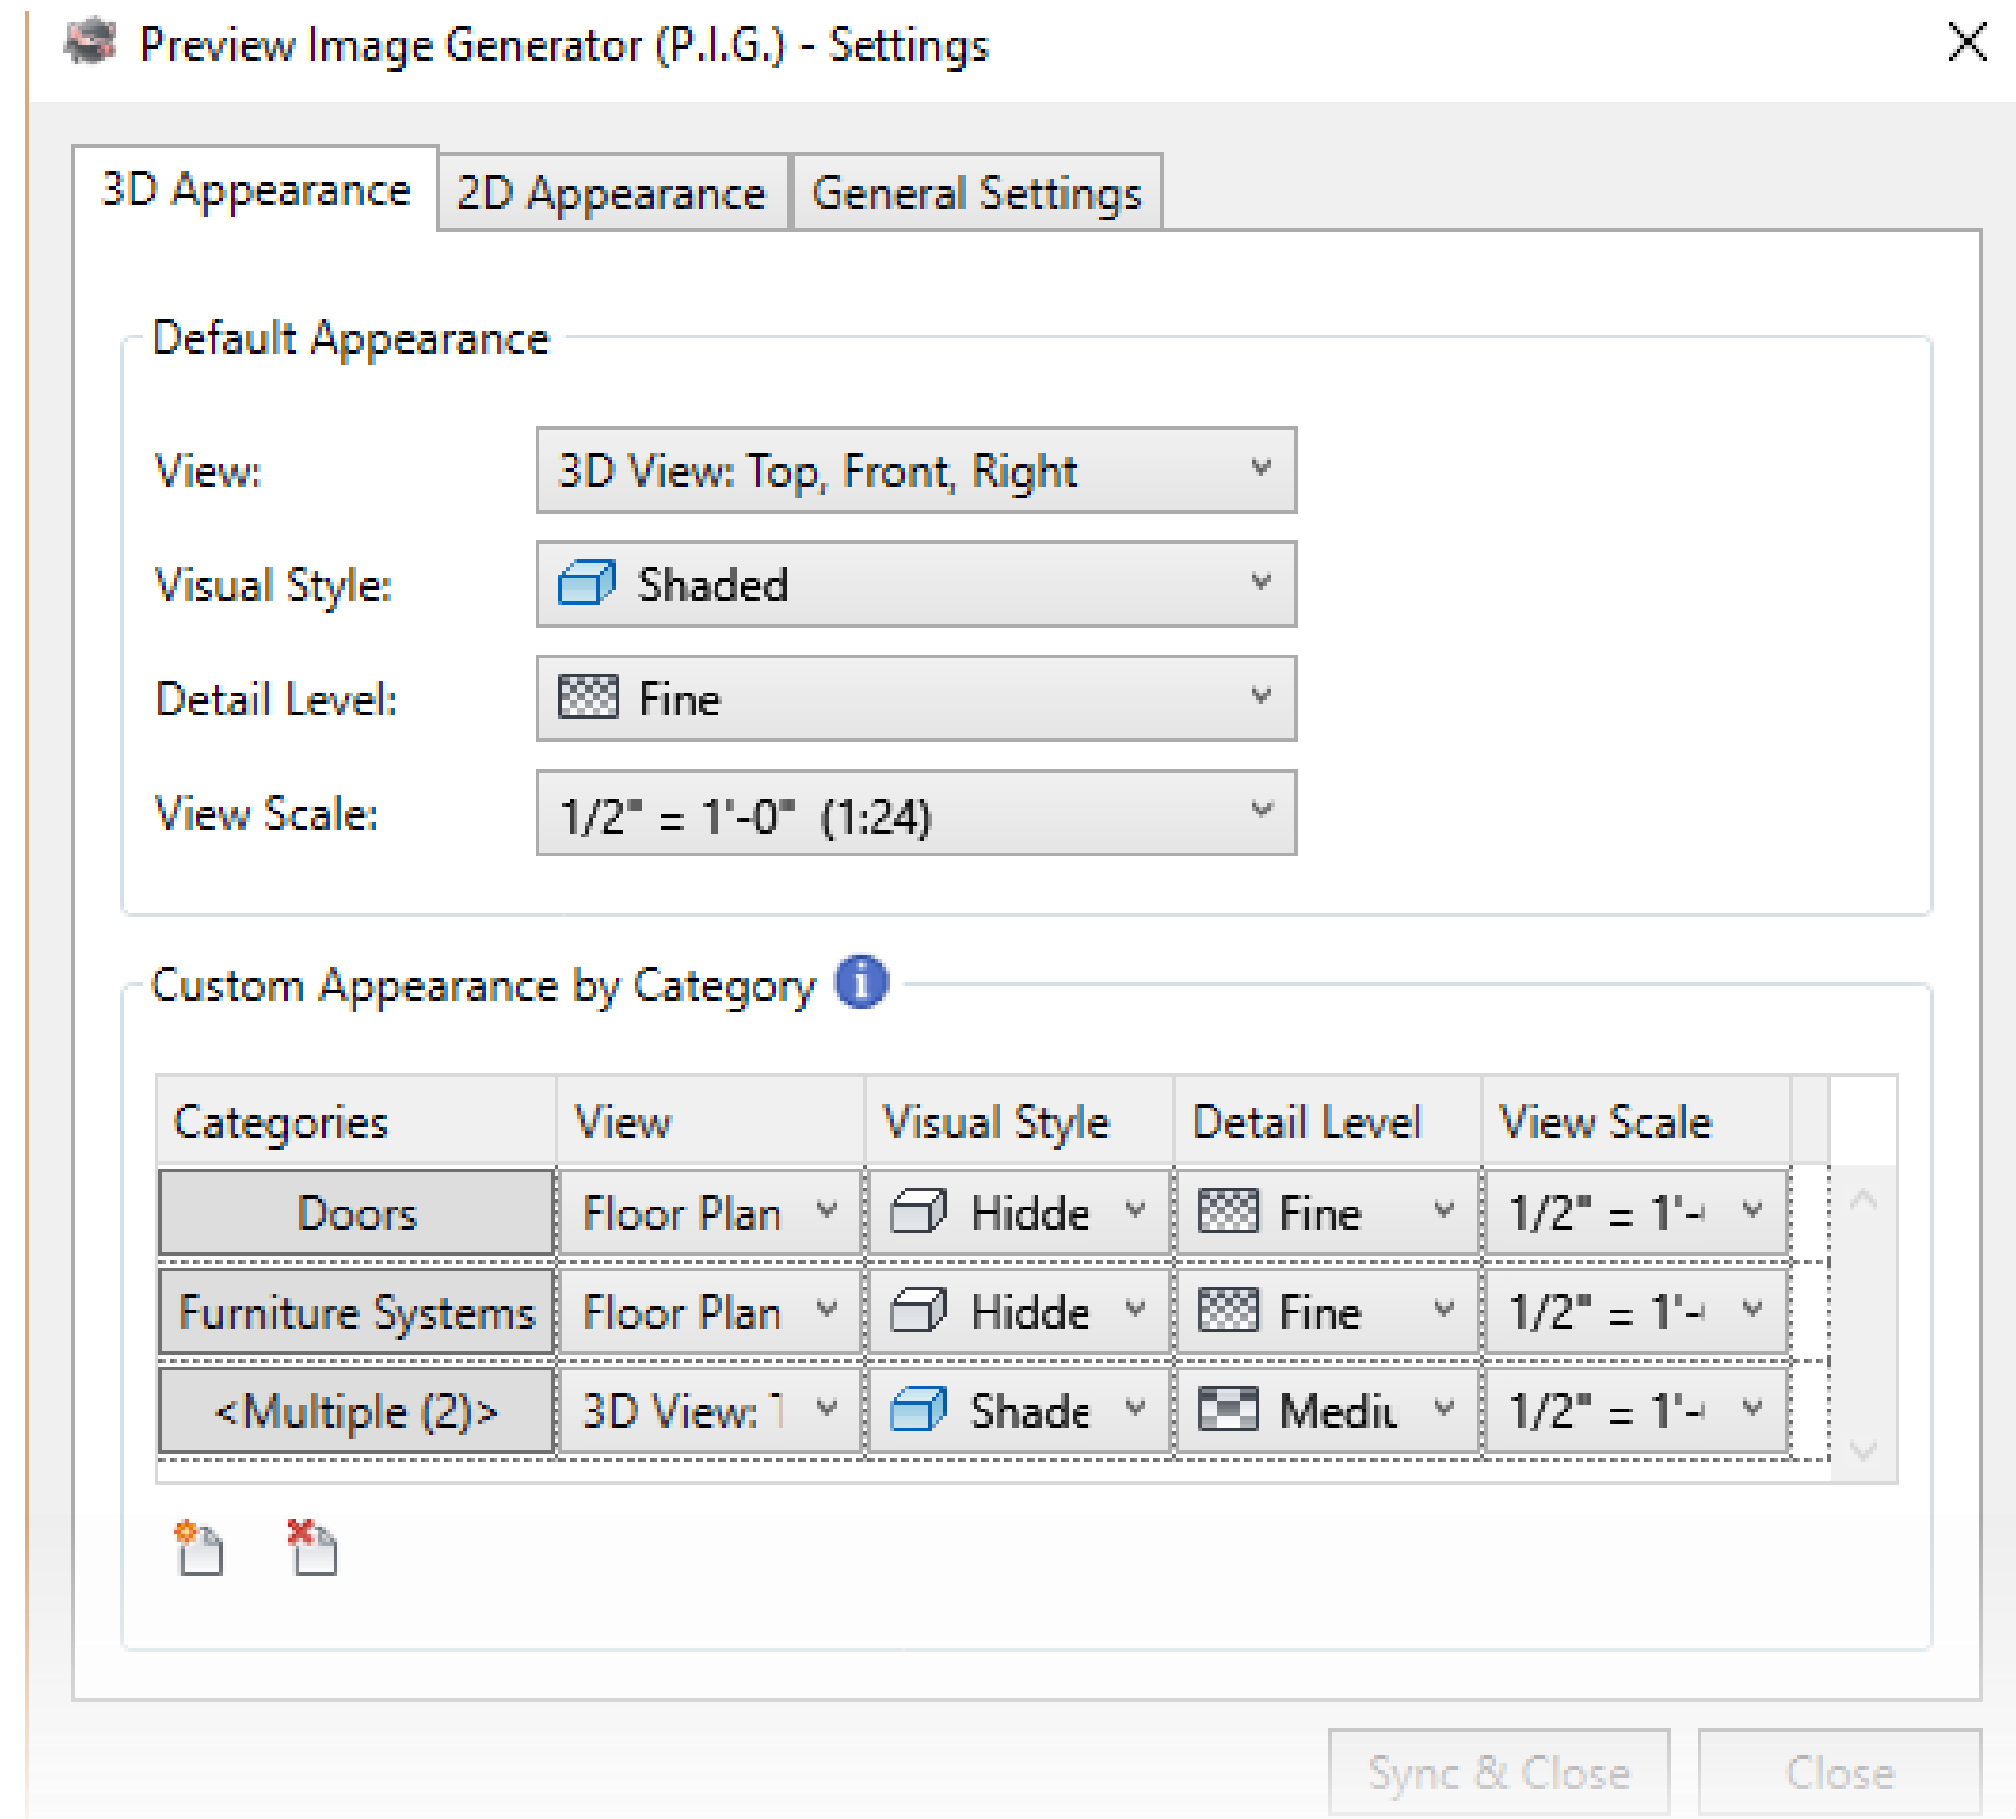 Preview Image Generator (P.I.G.) - Settings
3D Appearance 2D Appearance General Settings
Default Appearance
View: 3D View: Top, Front, Right
Visual Style: Shaded
Detail Level: Fine
View Scale: 1/2" = 1'-0" (1:24)
Custom Appearance by Category
Categories View Visual Style Detail Level View Scale
Doors Floor Plan Hidde Fine 1/2" = 1'-
Furniture Systems Floor Plan Hidde Fine 1/2" = 1'-
<Multiple (2)> 3D View: Shade Mediu 1/2" = 1'-
Sync & Close Close